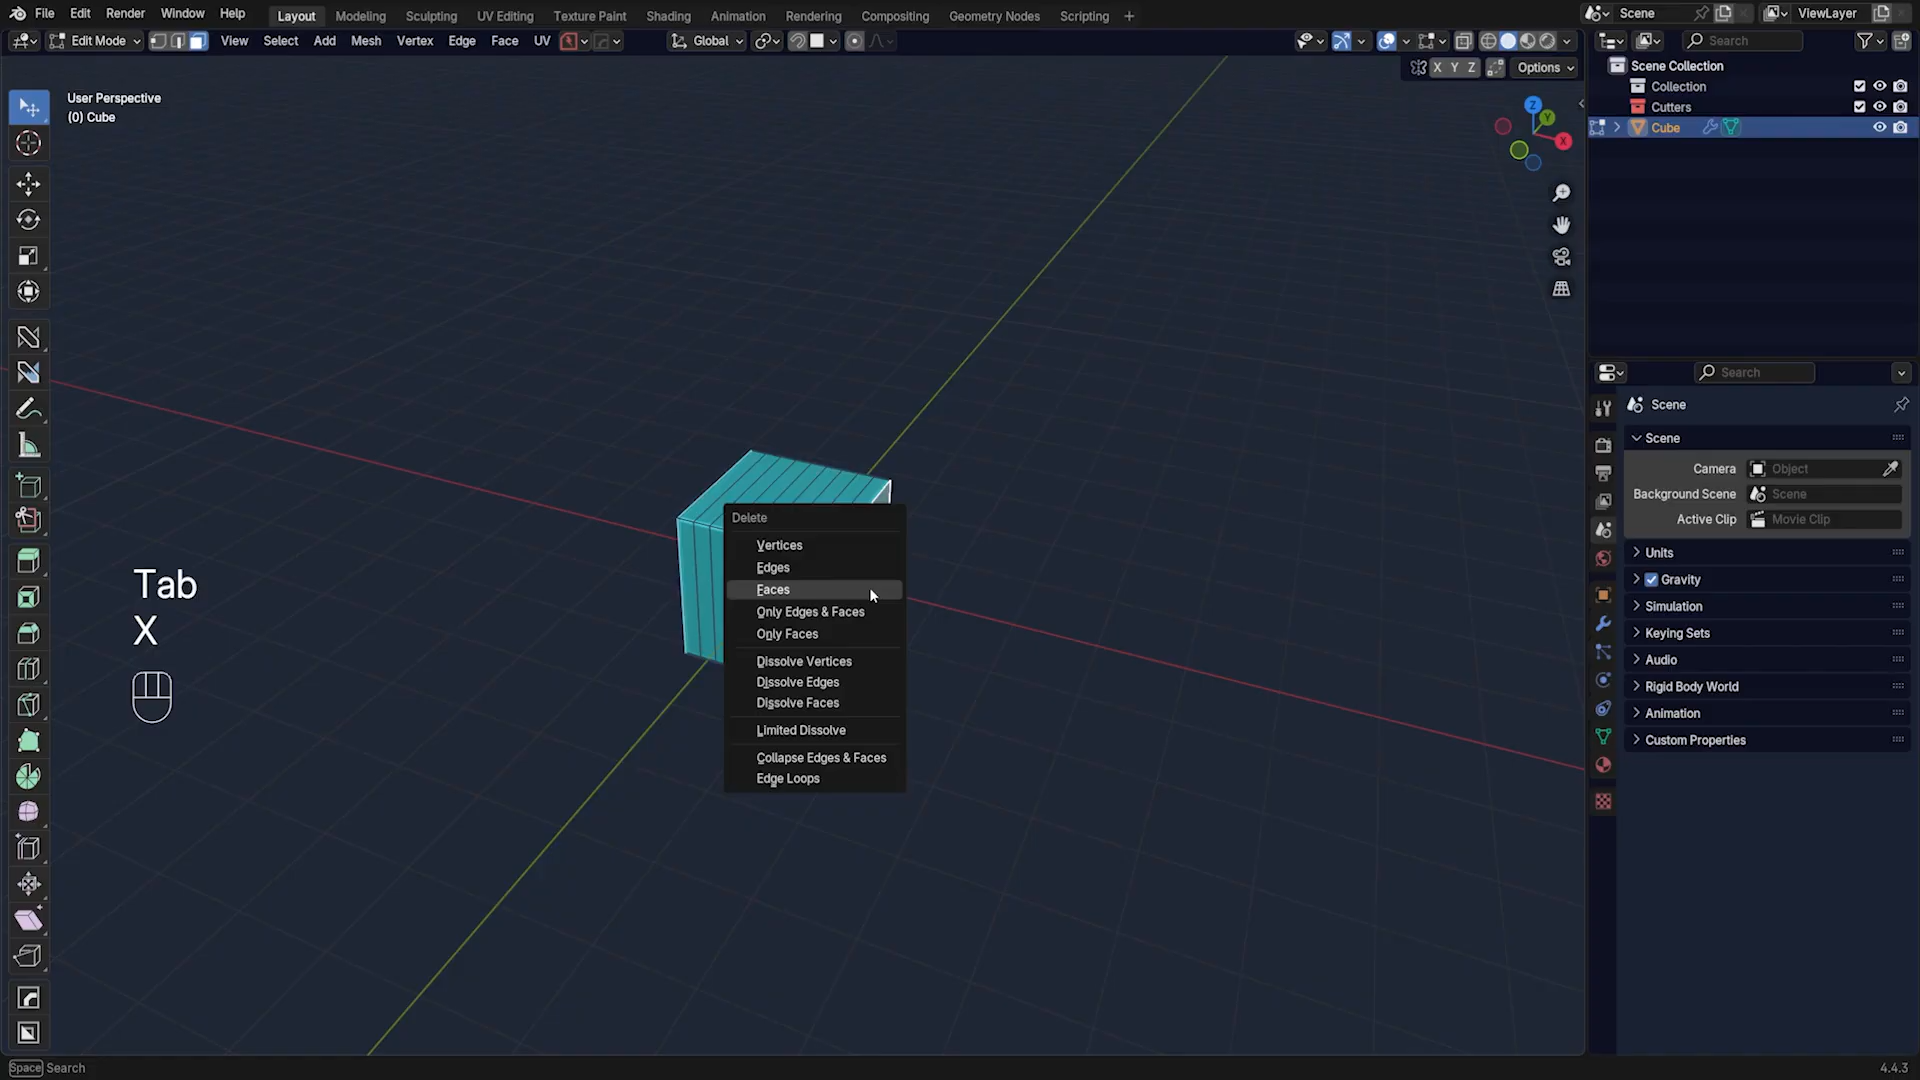 File Edit Render Window Help
Layout Modeling Sculpting UV Editing Texture Paint Shading Animation Rendering Compositing Geometry Nodes Scripting +
Scene
ViewLayer
Edit Mode
View Select Add Mesh Vertex Edge Face UV
Global
Search
X Y Z
Options
User Perspective
(0) Cube
Z
Y
X
Scene Collection
Collection
Cutters
Cube
Search
Scene
Scene
Camera Object
Background Scene Scene
Active Clip Movie Clip
Units
Gravity
Simulation
Keying Sets
Audio
Rigid Body World
Animation
Custom Properties
Delete
Vertices
Edges
Faces
Only Edges & Faces
Only Faces
Dissolve Vertices
Dissolve Edges
Dissolve Faces
Limited Dissolve
Collapse Edges & Faces
Edge Loops
Tab
X
Space Search
4.4.3